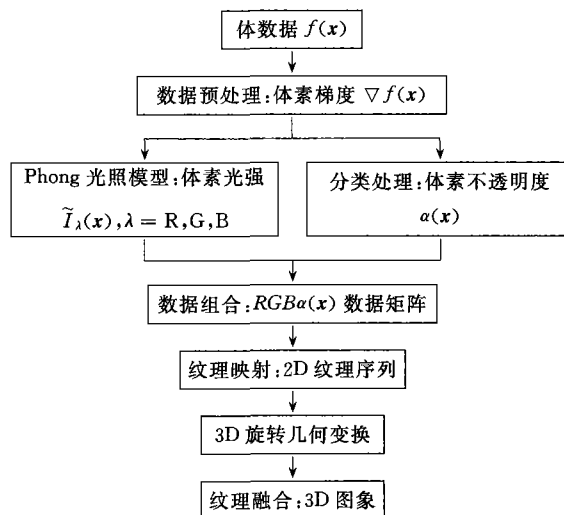 体数据 f(x)
数据预处理:体素梯度 ▽f(x)
Phong 光照模型:体素光强
Ĩλ(x),λ = R,G,B
分类处理:体素不透明度
α(x)
数据组合:RGBα(x) 数据矩阵
纹理映射:2D 纹理序列
3D 旋转几何变换
纹理融合:3D 图象